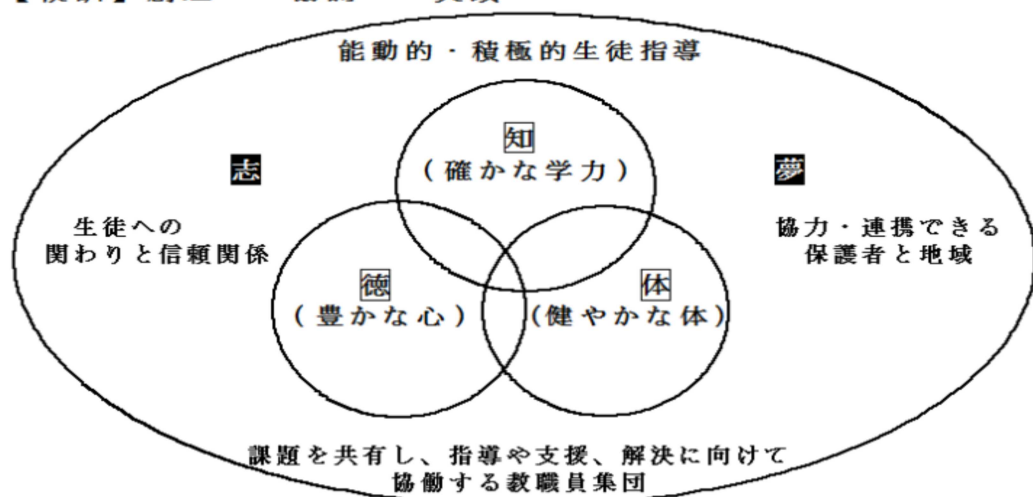 能動的・積極的生徒指導
知
(確かな学力)
志
夢
生徒への
関わりと信頼関係
協力・連携できる
保護者と地域
徳
(豊かな心)
体
(健やかな体)
課題を共有し、指導や支援、解決に向けて
協働する教職員集団